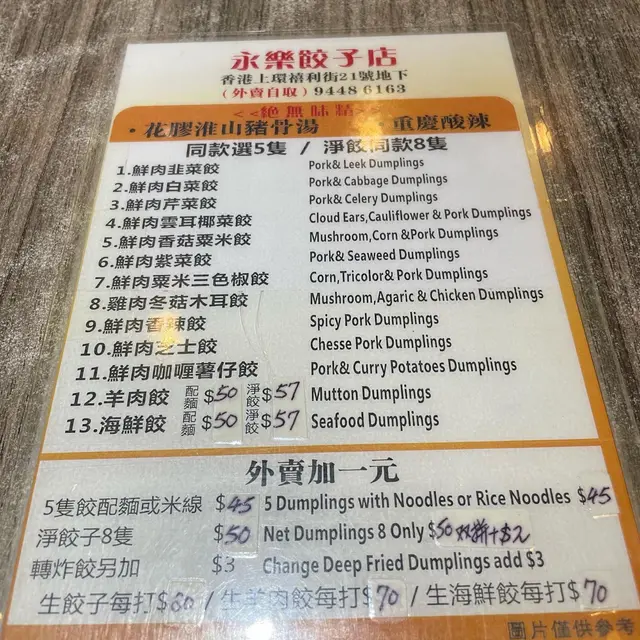 永樂餃子店
香港上環禧利街21號地下
(外賣自取) 9448 6163
<<絕無味精>>
·花膠淮山豬骨湯 ·重慶酸辣
同款選5隻 / 淨餃同款8隻
1.鮮肉韭菜餃 Pork& Leek Dumplings
2.鮮肉白菜餃 Pork& Cabbage Dumplings
3.鮮肉芹菜餃 Pork& Celery Dumplings
4.鮮肉雲耳椰菜餃 Cloud Ears,Cauliflower & Pork Dumplings
5.鮮肉香菇粟米餃 Mushroom,Corn &Pork Dumplings
6.鮮肉紫菜餃 Pork& Seaweed Dumplings
7.鮮肉粟米三色椒餃 Corn,Tricolor& Pork Dumplings
8.雞肉冬菇木耳餃 Mushroom,Agaric & Chicken Dumplings
9.鮮肉香辣餃 Spicy Pork Dumplings
10.鮮肉芝士餃 Chesse Pork Dumplings
11.鮮肉咖喱薯仔餃 Pork& Curry Potatoes Dumplings
12.羊肉餃 配麵 $50 淨餃 $57 Mutton Dumplings
13.海鮮餃 配麵 $50 淨餃 $57 Seafood Dumplings
外賣加一元
5隻餃配麵或米線 $45 5 Dumplings with Noodles or Rice Noodles $45
淨餃子8隻 $50 Net Dumplings 8 Only $50 双拼+$2
轉炸餃另加 $3 Change Deep Fried Dumplings add $3
生餃子每打$60 / 生羊肉餃每打$70 / 生海鮮餃每打$70
圖片僅供參考